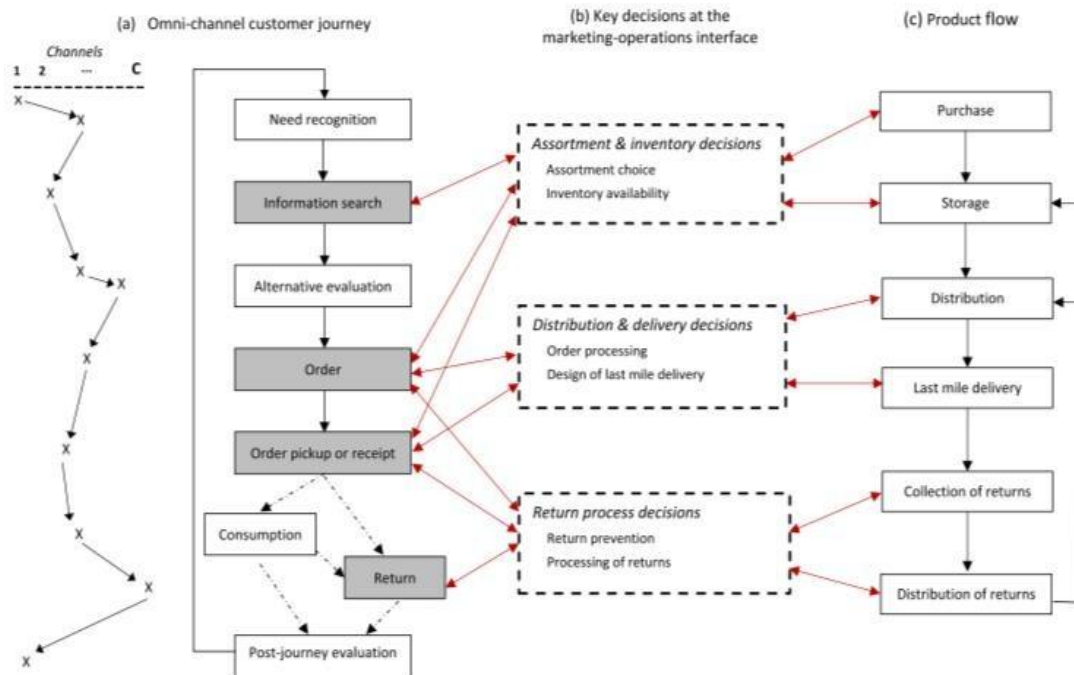 (a) Omni-channel customer journey
(b) Key decisions at the
marketing-operations interface
(c) Product flow
Channels
1 2 ... C
X
X
X
X
X
X
X
X
X
X
Need recognition
Information search
Alternative evaluation
Order
Order pickup or receipt
Consumption
Return
Post-journey evaluation
Assortment & inventory decisions
Assortment choice
Inventory availability
Distribution & delivery decisions
Order processing
Design of last mile delivery
Return process decisions
Return prevention
Processing of returns
Purchase
Storage
Distribution
Last mile delivery
Collection of returns
Distribution of returns